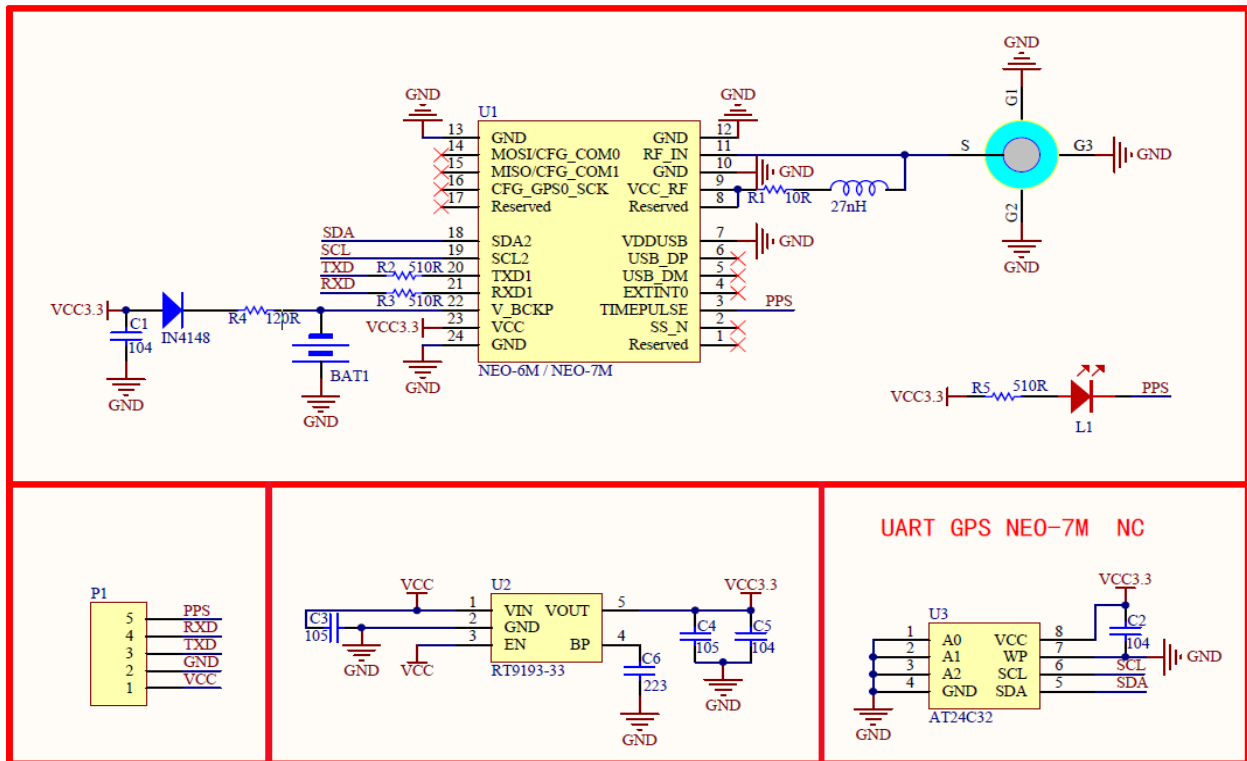 GND
G1
S
G3
GND
G2
GND
GND
GND
U1
13 GND GND 12
14 MOSI/CFG_COM0 RF_IN 11
15 MISO/CFG_COM1 GND 10 GND
16 CFG_GPS0_SCK VCC_RF 9
17 Reserved Reserved 8
R1 10R
27nH
SDA 18 SDA2 VDDUSB 7 GND
SCL 19 SCL2 USB_DP 6
TXD R2 510R 20 TXD1 USB_DM 5
RXD R3 510R 21 RXD1 EXTINT0 4
22 V_BCKP TIMEPULSE 3 PPS
VCC3.3 23 VCC SS_N 2
24 GND Reserved 1
NEO-6M / NEO-7M
GND
VCC3.3
C1
104
GND
IN4148
R4 120R
BAT1
GND
VCC3.3 R5 510R PPS
L1
P1
5 PPS
4 RXD
3 TXD
2 GND
1 VCC
VCC
U2
1 VIN VOUT 5
2 GND
3 EN BP 4
RT9193-33
C3
105
GND
VCC
VCC3.3
C4
105
C5
104
GND
C6
223
GND
UART GPS NEO-7M NC
VCC3.3
U3
1 A0 VCC 8
2 A1 WP 7
3 A2 SCL 6 SCL
4 GND SDA 5 SDA
AT24C32
C2
104
GND
GND